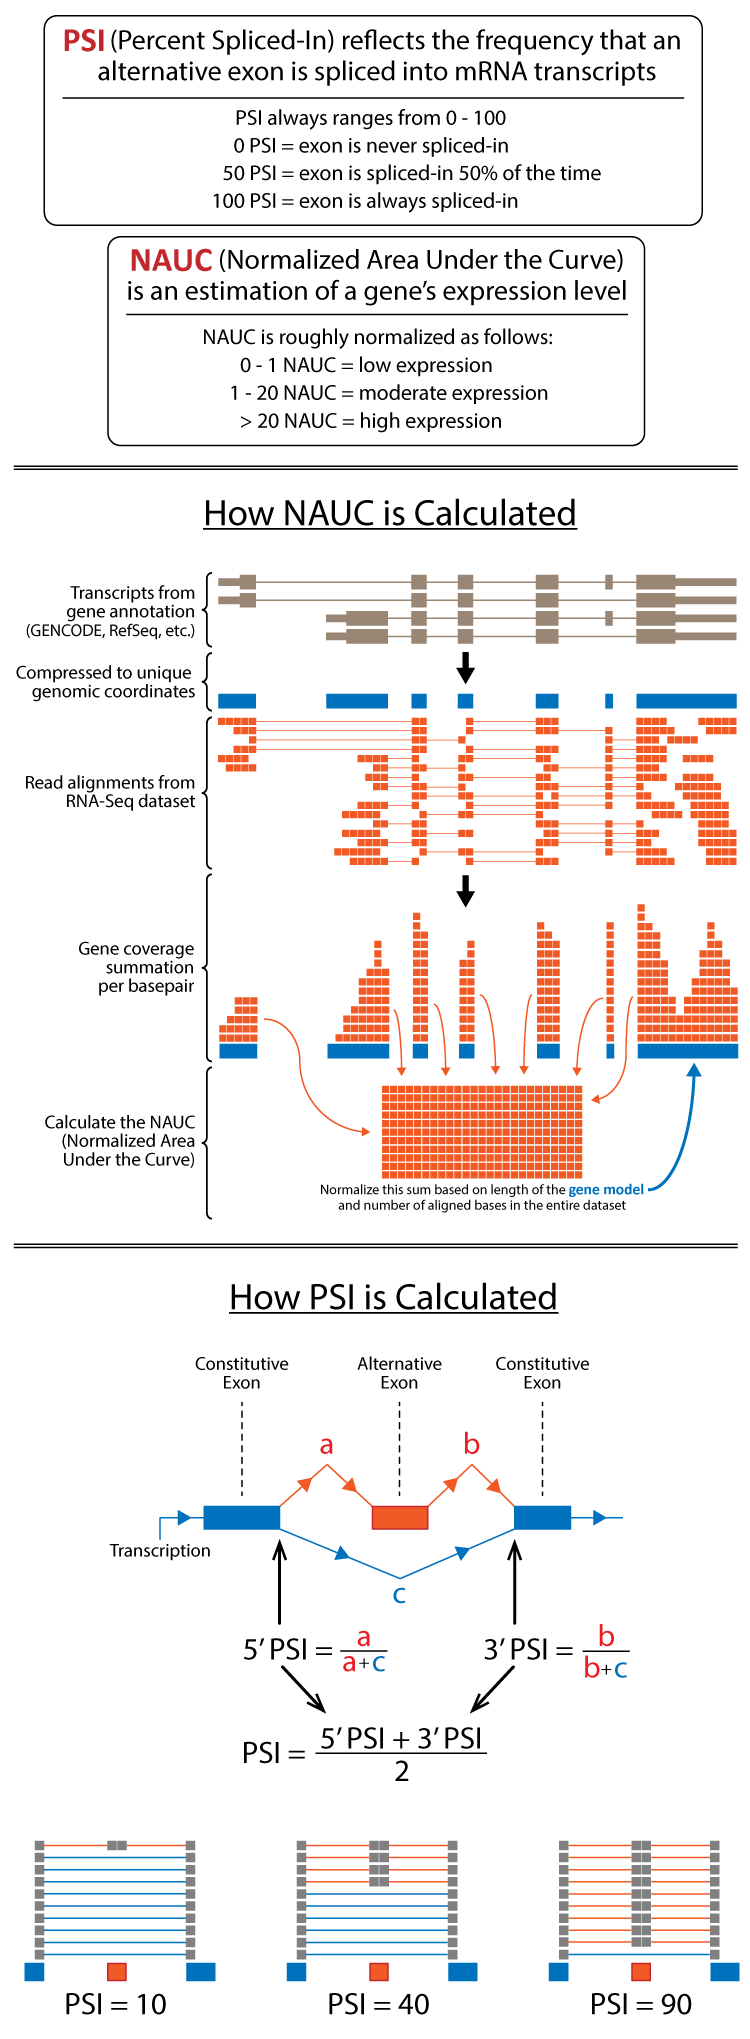 PSI (Percent Spliced-In) reflects the frequency that an
alternative exon is spliced into mRNA transcripts
PSI always ranges from 0 - 100
0 PSI = exon is never spliced-in
50 PSI = exon is spliced-in 50% of the time
100 PSI = exon is always spliced-in
NAUC (Normalized Area Under the Curve)
is an estimation of a gene's expression level
NAUC is roughly normalized as follows:
0 - 1 NAUC = low expression
1 - 20 NAUC = moderate expression
> 20 NAUC = high expression
How NAUC is Calculated
Transcripts from
gene annotation
(GENCODE, RefSeq, etc.)
Compressed to unique
genomic coordinates
Read alignments from
RNA-Seq dataset
Gene coverage
summation
per basepair
Calculate the NAUC
(Normalized Area
Under the Curve)
Normalize this sum based on length of the gene model
and number of aligned bases in the entire dataset
How PSI is Calculated
Constitutive
Exon
Alternative
Exon
Constitutive
Exon
a
b
Transcription
c
5' PSI = a
a+c
3' PSI = b
b+c
PSI = 5' PSI + 3' PSI
2
PSI = 10
PSI = 40
PSI = 90